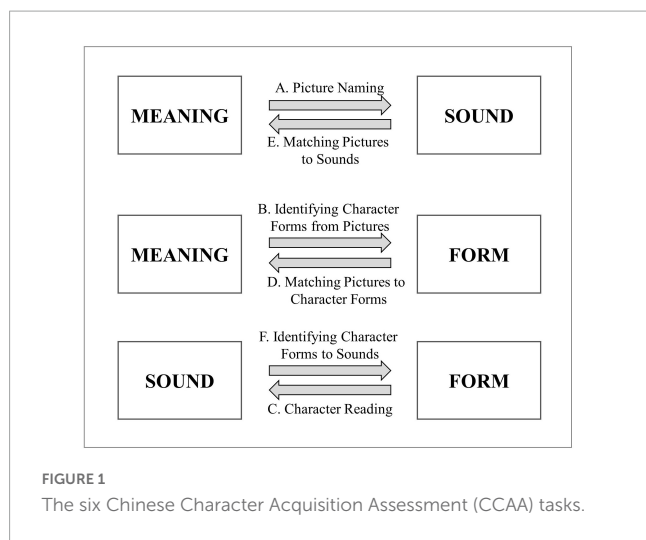 A. Picture Naming
MEANING
SOUND
E. Matching Pictures
to Sounds
B. Identifying Character
Forms from Pictures
MEANING
FORM
D. Matching Pictures to
Character Forms
F. Identifying Character
Forms to Sounds
SOUND
FORM
C. Character Reading
FIGURE 1
The six Chinese Character Acquisition Assessment (CCAA) tasks.